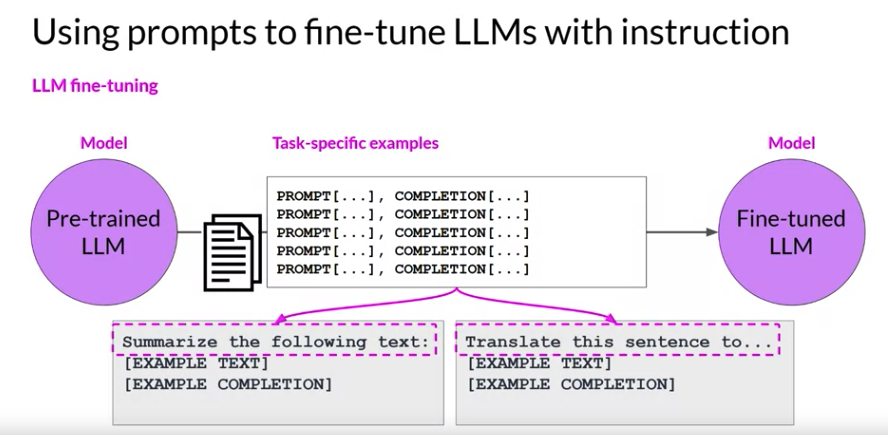 Using prompts to fine-tune LLMs with instruction
LLM fine-tuning
Model
Task-specific examples
Model
Pre-trained
LLM
PROMPT[...], COMPLETION[...]
PROMPT[...], COMPLETION[...]
PROMPT[...], COMPLETION[...]
PROMPT[...], COMPLETION[...]
PROMPT[...], COMPLETION[...]
Fine-tuned
LLM
Summarize the following text:
[EXAMPLE TEXT]
[EXAMPLE COMPLETION]
Translate this sentence to...
[EXAMPLE TEXT]
[EXAMPLE COMPLETION]